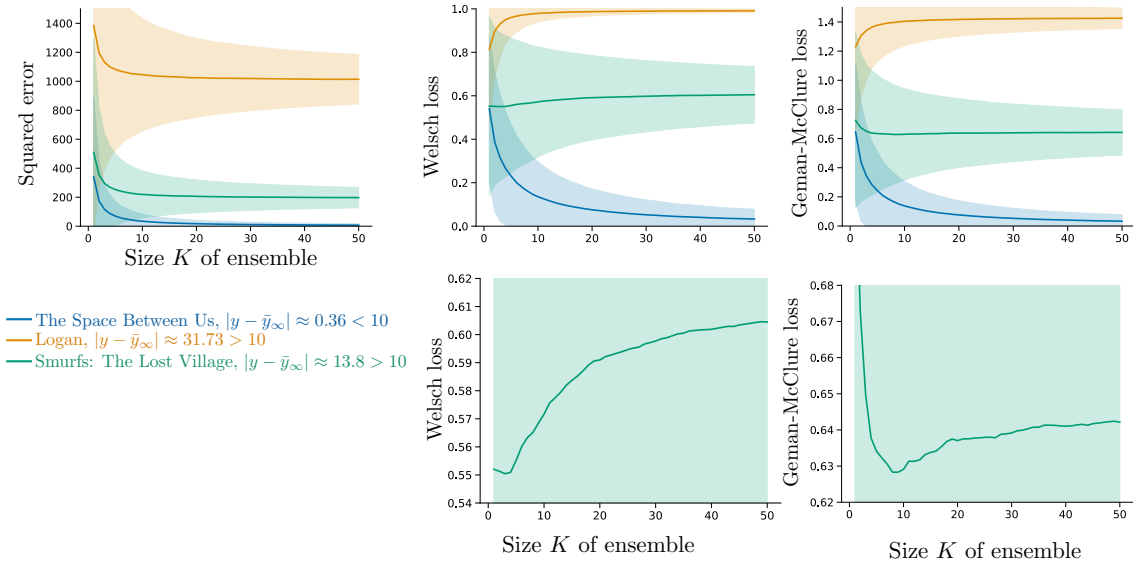 1400
1200
1000
800
600
400
200
0
0 10 20 30 40 50
Squared error
Size K of ensemble
1.0
0.8
0.6
0.4
0.2
0.0
0 10 20 30 40 50
Welsch loss
1.4
1.2
1.0
0.8
0.6
0.4
0.2
0.0
0 10 20 30 40 50
Geman-McClure loss
The Space Between Us, |y − ȳ∞| ≈ 0.36 < 10
Logan, |y − ȳ∞| ≈ 31.73 > 10
Smurfs: The Lost Village, |y − ȳ∞| ≈ 13.8 > 10
0.62
0.61
0.60
0.59
0.58
0.57
0.56
0.55
0.54
0 10 20 30 40 50
Welsch loss
Size K of ensemble
0.68
0.67
0.66
0.65
0.64
0.63
0.62
0 10 20 30 40 50
Geman-McClure loss
Size K of ensemble